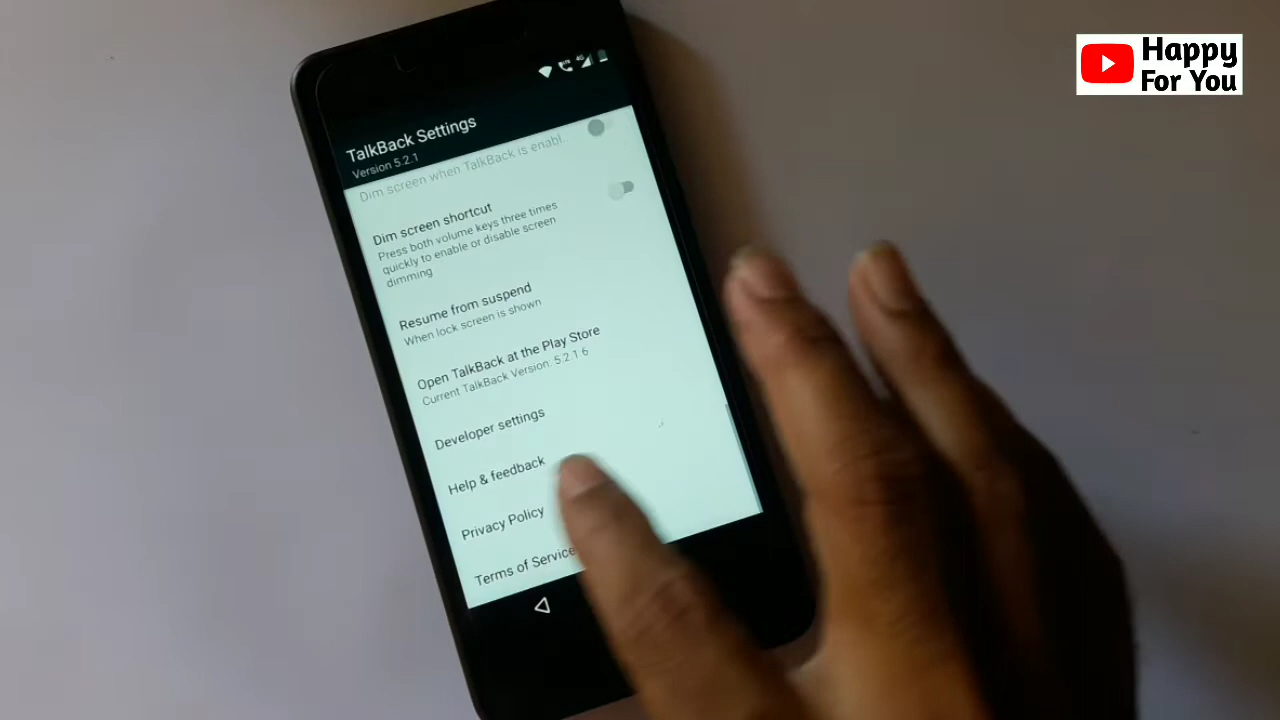 Happy
For You
TalkBack Settings
Version 5.2.1
Dim screen when TalkBack is enabl
Dim screen shortcut
Press both volume keys three times
quickly to enable or disable screen
dimming
Resume from suspend
When lock screen is shown
Open TalkBack at the Play Store
Current TalkBack Version: 5.2.1 6
Developer settings
Help & feedback
Privacy Policy
Terms of Service